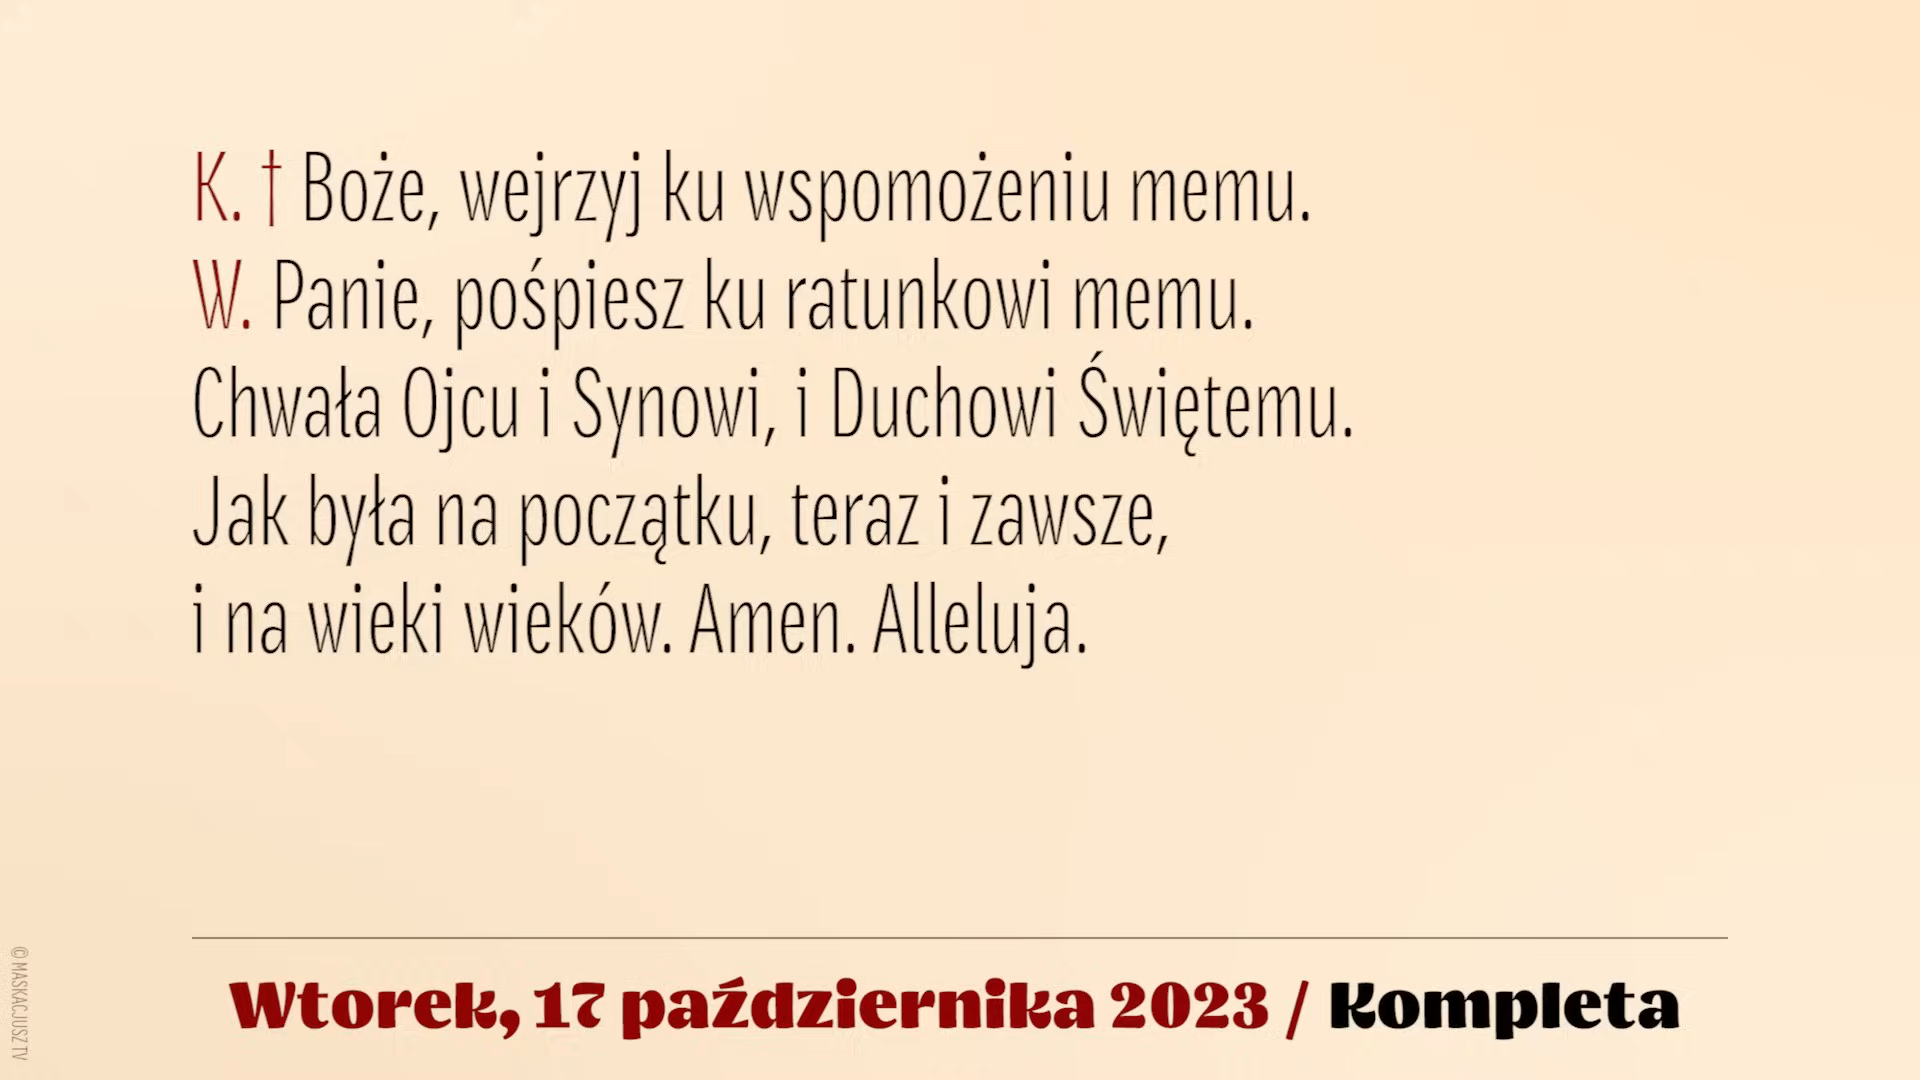 K. † Boże, wejrzyj ku wspomożeniu memu.
W. Panie, pośpiesz ku ratunkowi memu.
Chwała Ojcu i Synowi, i Duchowi Świętemu.
Jak była na początku, teraz i zawsze,
i na wieki wieków. Amen. Alleluja.
Wtorek, 17 października 2023 / Kompleta
© MASKACJUSZ TV